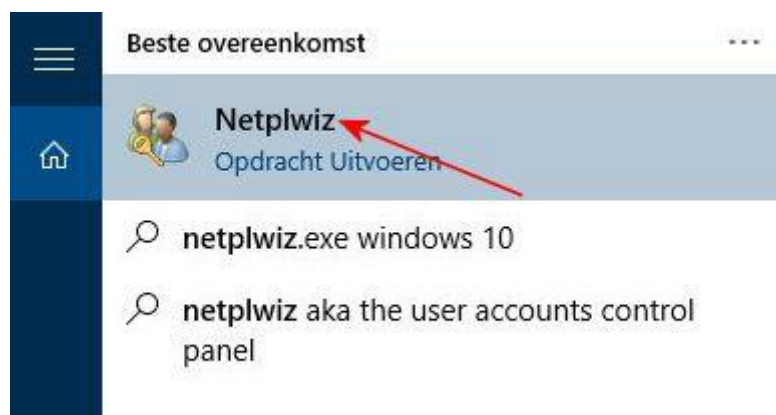 Beste overeenkomst
Netplwiz
Opdracht Uitvoeren
netplwiz.exe windows 10
netplwiz aka the user accounts control
panel